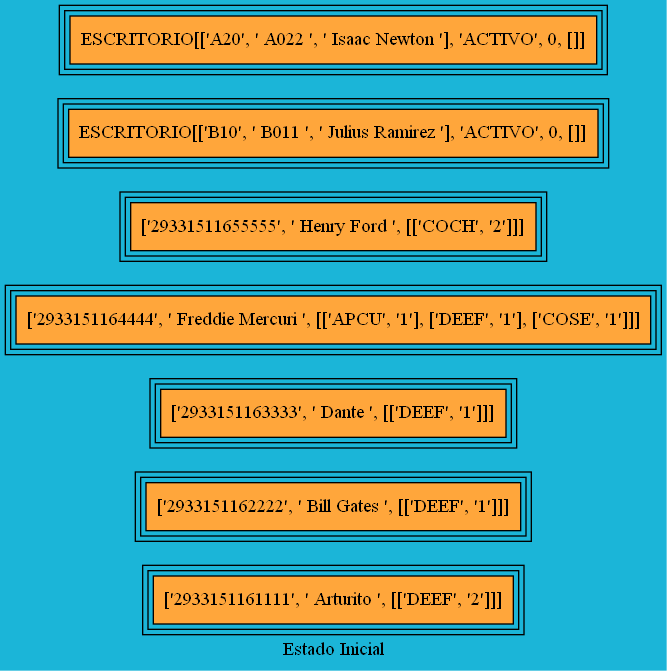 ESCRITORIO[['A20', ' A022 ', ' Isaac Newton '], 'ACTIVO', 0, []]
ESCRITORIO[['B10', ' B011 ', ' Julius Ramirez '], 'ACTIVO', 0, []]
['29331511655555', ' Henry Ford ', [['COCH', '2']]]
['2933151164444', ' Freddie Mercuri ', [['APCU', '1'], ['DEEF', '1'], ['COSE', '1']]]
['2933151163333', ' Dante ', [['DEEF', '1']]]
['2933151162222', ' Bill Gates ', [['DEEF', '1']]]
['2933151161111', ' Arturito ', [['DEEF', '2']]]
Estado Inicial